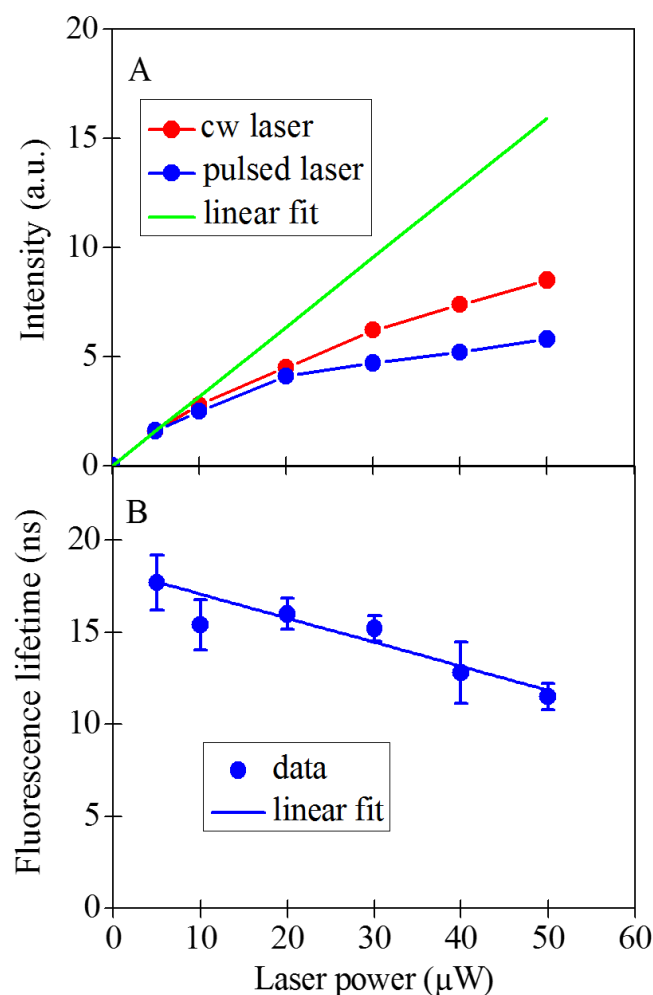 20
A
cw laser
pulsed laser
linear fit
15
10
5
0
Intensity (a.u.)
B
20
15
10
5
0
data
linear fit
Fluorescence lifetime (ns)
0 10 20 30 40 50 60
Laser power (μW)